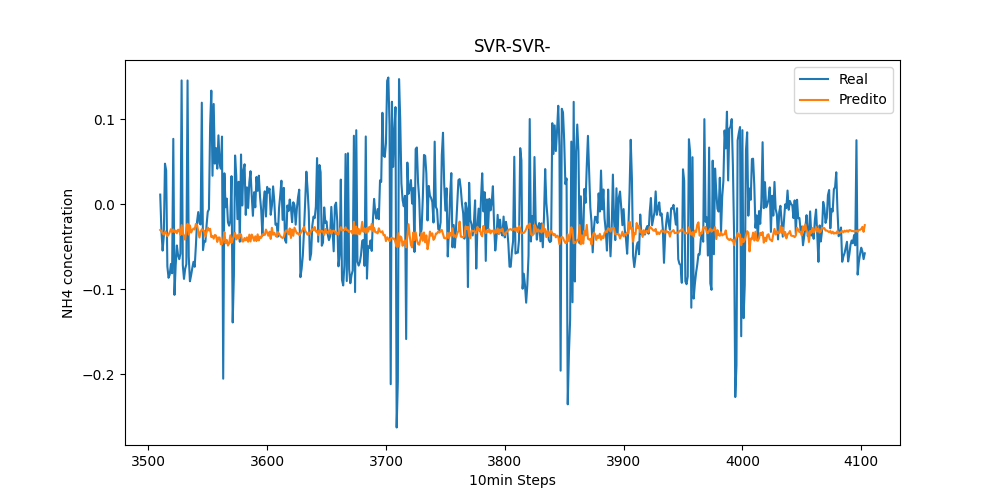 SVR-SVR-
Real
Predito
0.1
0.0
−0.1
−0.2
NH4 concentration
3500 3600 3700 3800 3900 4000 4100
10min Steps